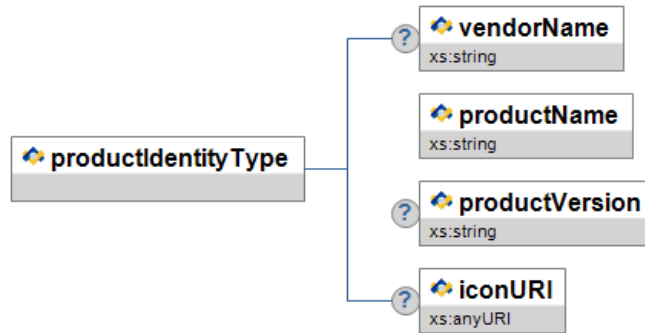 ? vendorName
xs:string
productName
xs:string
productIdentityType
? productVersion
xs:string
? iconURI
xs:anyURI